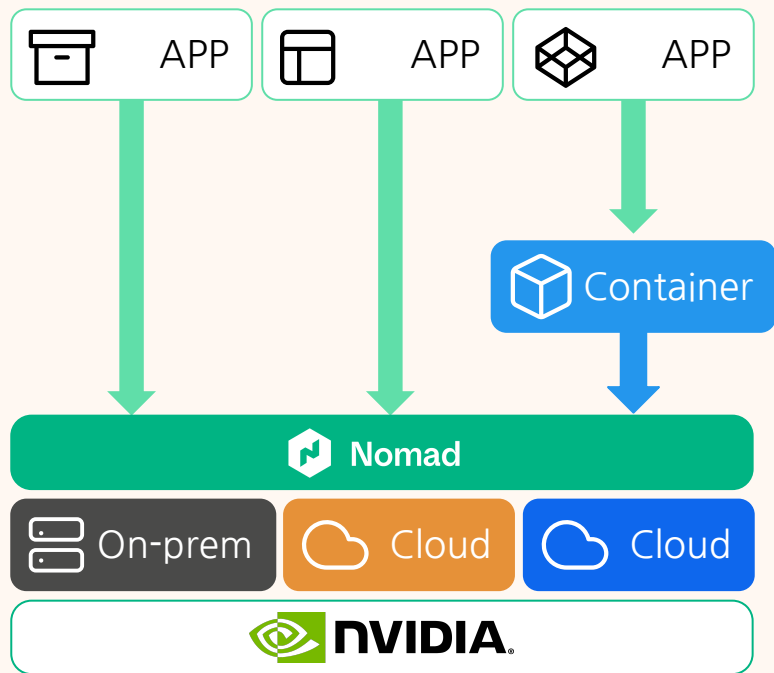 APP
APP
APP
Container
Nomad
On-prem
Cloud
Cloud
NVIDIA.